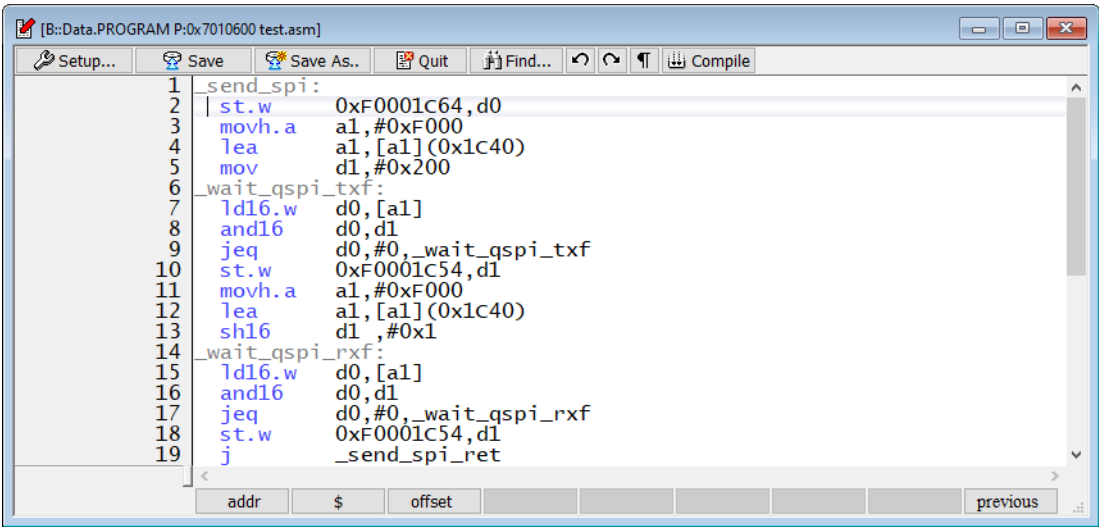 [B::Data.PROGRAM P:0x7010600 test.asm]
Setup... Save Save As.. Quit Find... ¶ Compile
1 _send_spi:
2 st.w 0xF0001C64,d0
3 movh.a a1,#0xF000
4 lea a1,[a1](0x1C40)
5 mov d1,#0x200
6 _wait_qspi_txf:
7 ld16.w d0,[a1]
8 and16 d0,d1
9 jeq d0,#0,_wait_qspi_txf
10 st.w 0xF0001C54,d1
11 movh.a a1,#0xF000
12 lea a1,[a1](0x1C40)
13 sh16 d1 ,#0x1
14 _wait_qspi_rxf:
15 ld16.w d0,[a1]
16 and16 d0,d1
17 jeq d0,#0,_wait_qspi_rxf
18 st.w 0xF0001C54,d1
19 j _send_spi_ret
addr $ offset previous